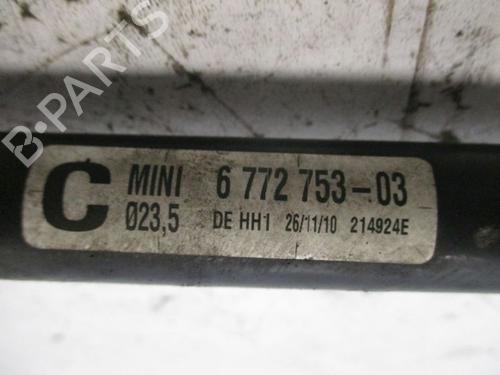 C MINI 6 772 753-03
Ø23,5 DE HH1 26/11/10 214924E
B-PARTS